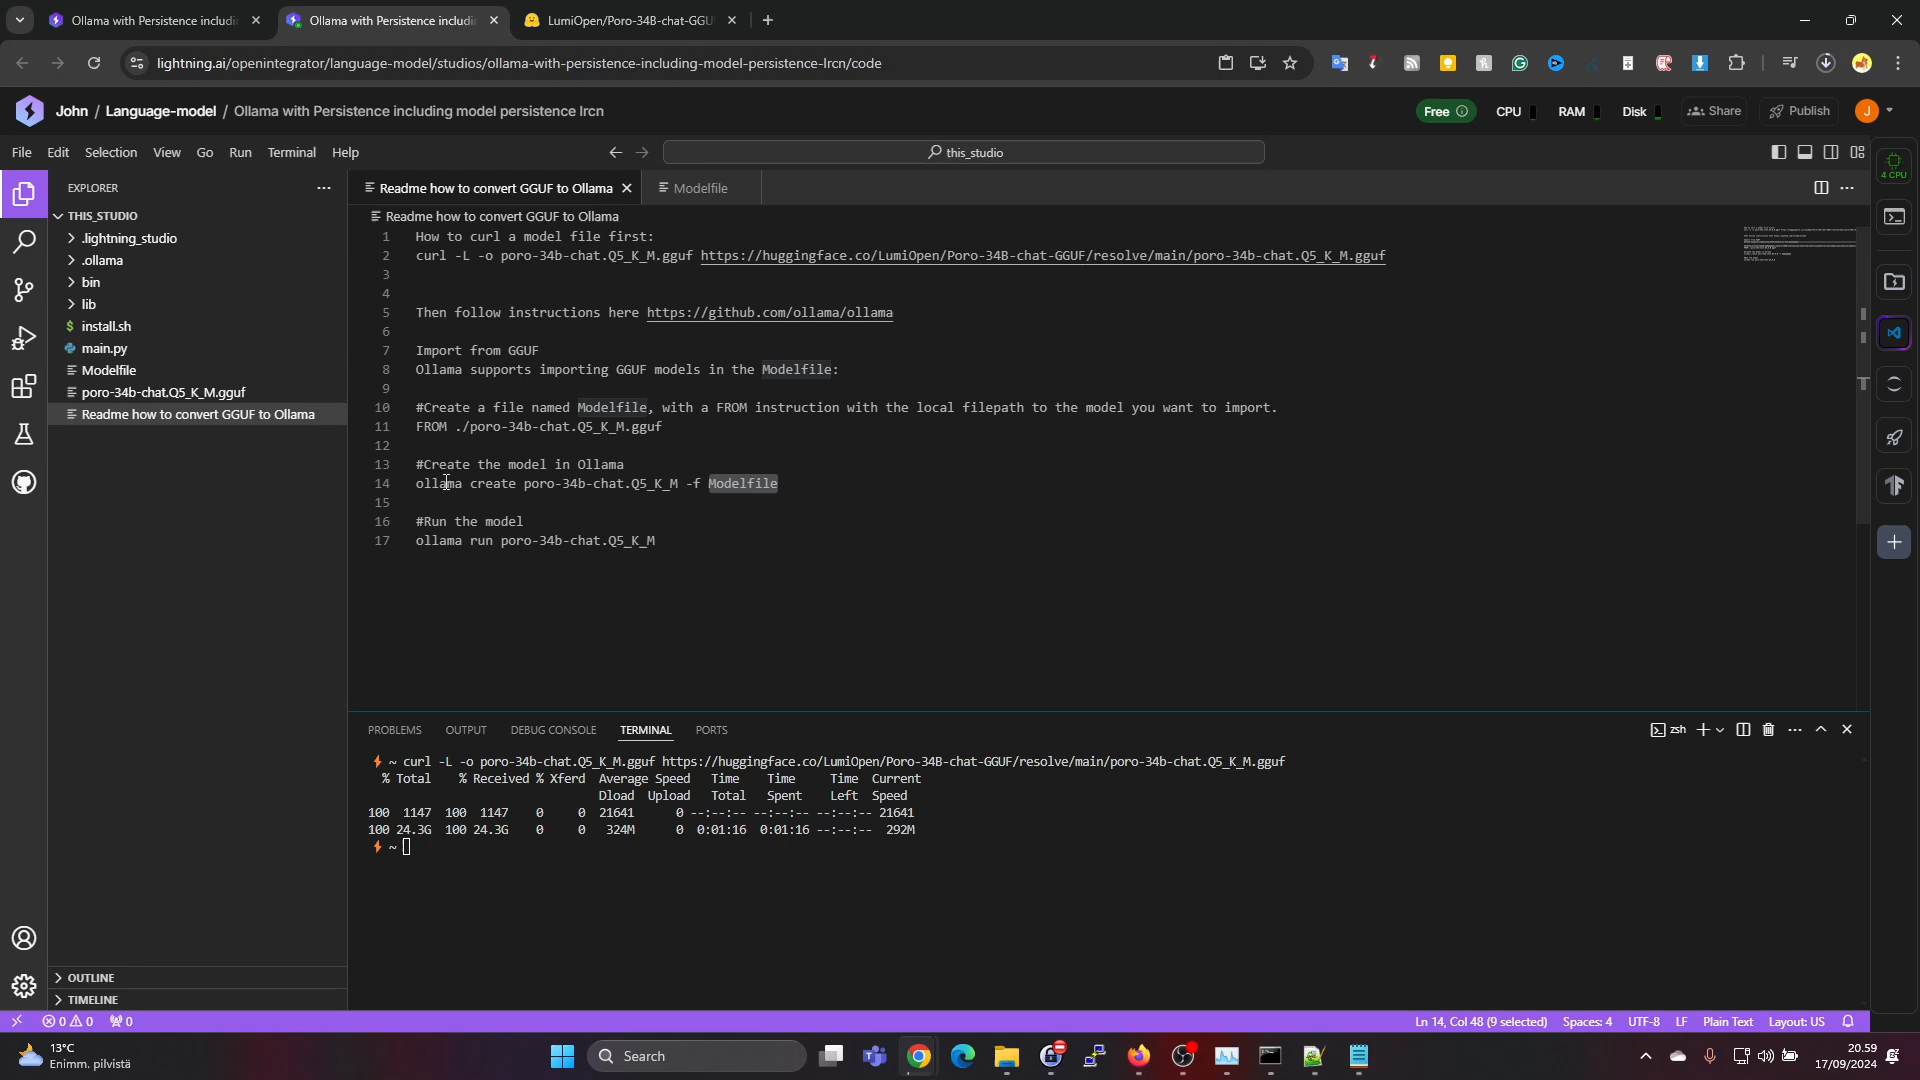 Ollama with Persistence includi
Ollama with Persistence includin
LumiOpen/Poro-34B-chat-GGU
lightning.ai/openintegrator/language-model/studios/ollama-with-persistence-including-model-persistence-lrcn/code
John / Language-model / Ollama with Persistence including model persistence lrcn
Free
CPU
RAM
Disk
Share
Publish
J
File Edit Selection View Go Run Terminal Help
this_studio
4 CPU
EXPLORER
THIS_STUDIO
.lightning_studio
.ollama
bin
lib
$ install.sh
main.py
Modelfile
poro-34b-chat.Q5_K_M.gguf
Readme how to convert GGUF to Ollama
OUTLINE
TIMELINE
Readme how to convert GGUF to Ollama
Modelfile
Readme how to convert GGUF to Ollama
1 How to curl a model file first:
2 curl -L -o poro-34b-chat.Q5_K_M.gguf https://huggingface.co/LumiOpen/Poro-34B-chat-GGUF/resolve/main/poro-34b-chat.Q5_K_M.gguf
3
4
5 Then follow instructions here https://github.com/ollama/ollama
6
7 Import from GGUF
8 Ollama supports importing GGUF models in the Modelfile:
9
10 #Create a file named Modelfile, with a FROM instruction with the local filepath to the model you want to import.
11 FROM ./poro-34b-chat.Q5_K_M.gguf
12
13 #Create the model in Ollama
14 ollama create poro-34b-chat.Q5_K_M -f Modelfile
15
16 #Run the model
17 ollama run poro-34b-chat.Q5_K_M
PROBLEMS OUTPUT DEBUG CONSOLE TERMINAL PORTS
zsh
~ curl -L -o poro-34b-chat.Q5_K_M.gguf https://huggingface.co/LumiOpen/Poro-34B-chat-GGUF/resolve/main/poro-34b-chat.Q5_K_M.gguf
% Total % Received % Xferd Average Speed Time Time Time Current
Dload Upload Total Spent Left Speed
100 1147 100 1147 0 0 21641 0 --:--:-- --:--:-- --:--:-- 21641
100 24.3G 100 24.3G 0 0 324M 0 0:01:16 0:01:16 --:--:-- 292M
~
0 0 0
Ln 14, Col 48 (9 selected) Spaces: 4 UTF-8 LF Plain Text Layout: US
13°C
Enimm. pilvistä
Search
20.59
17/09/2024